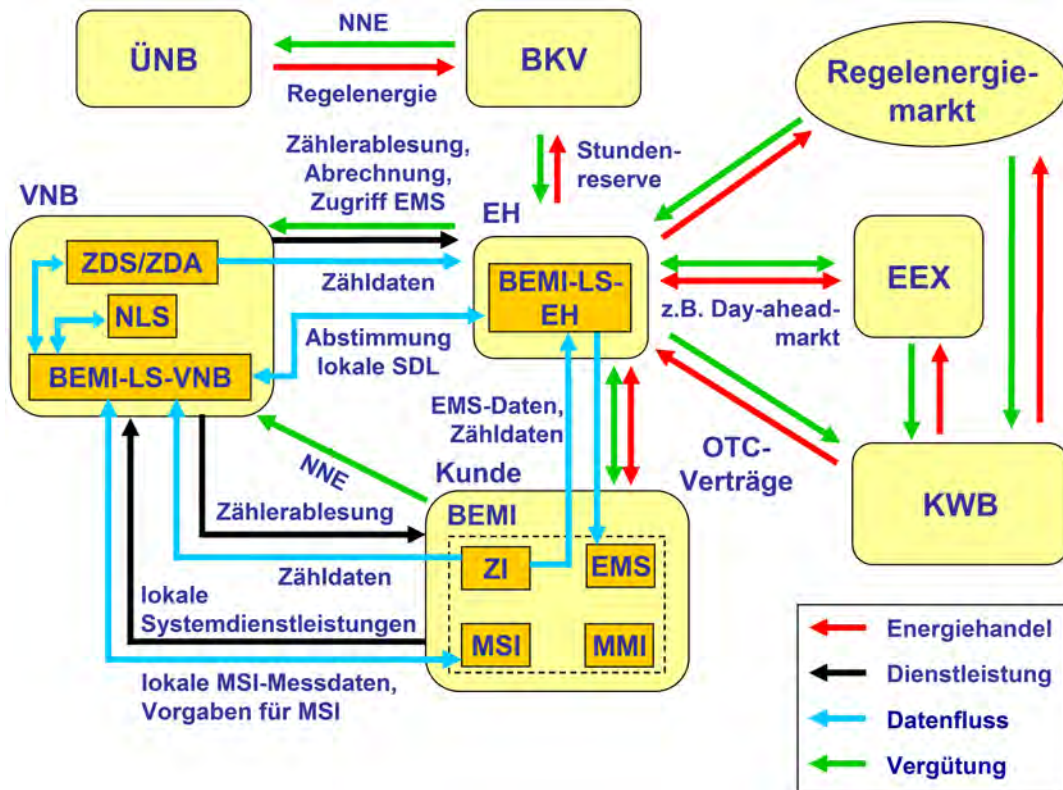 ÜNB
NNE
Regelenergie
BKV
Regelenergie-
markt
Zählerablesung,
Abrechnung,
Zugriff EMS
Stunden-
reserve
VNB
EH
ZDS/ZDA
NLS
BEMI-LS-VNB
Zähldaten
BEMI-LS-
EH
EEX
z.B. Day-ahead-
markt
Abstimmung
lokale SDL
EMS-Daten,
Zähldaten
OTC-
Verträge
KWB
NNE
Kunde
BEMI
Zählerablesung
Zähldaten
ZI
EMS
lokale
Systemdienstleistungen
MSI
MMI
lokale MSI-Messdaten,
Vorgaben für MSI
Energiehandel
Dienstleistung
Datenfluss
Vergütung